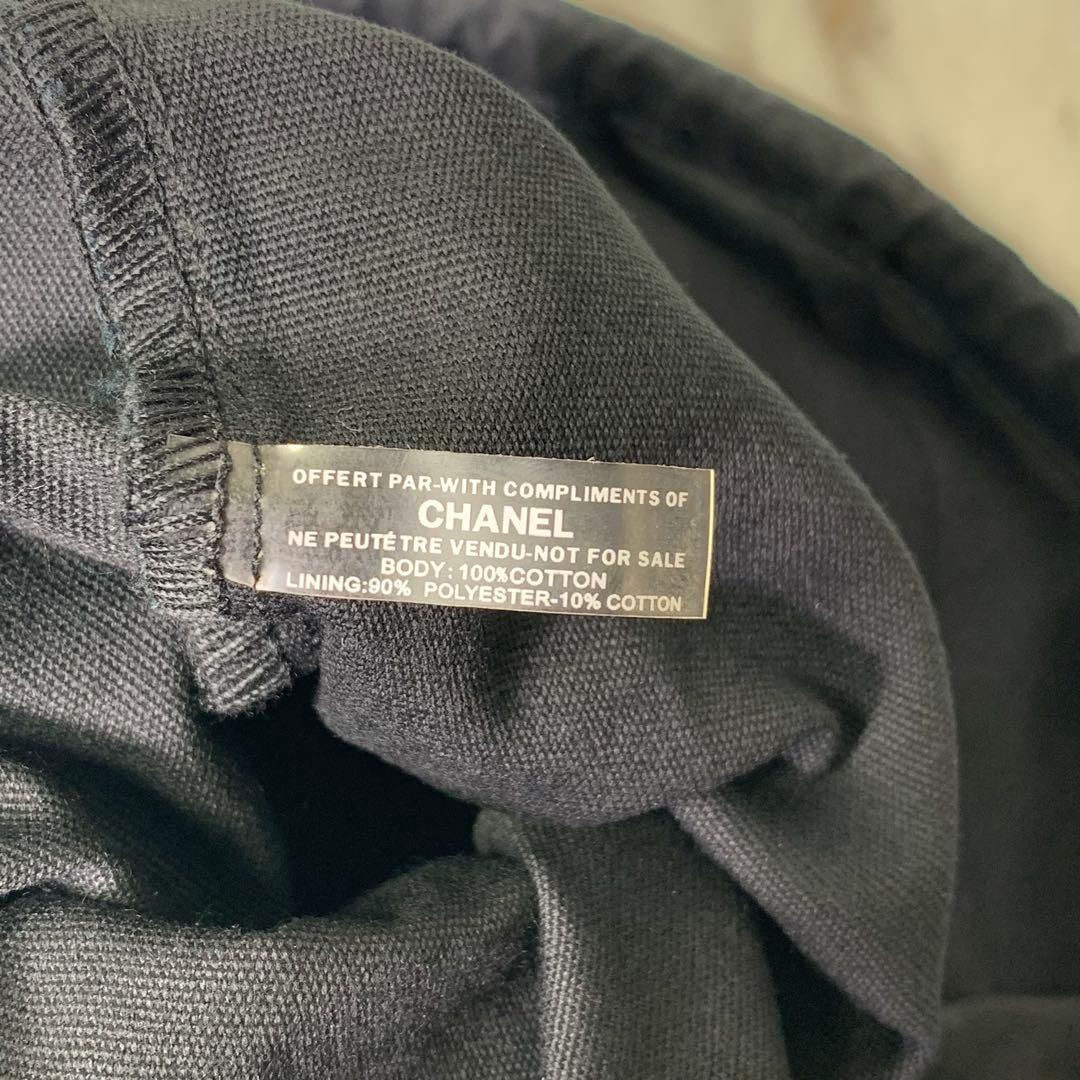 OFFERT PAR-WITH COMPLIMENTS OF
CHANEL
NE PEUTÉTRE VENDU-NOT FOR SALE
BODY: 100%COTTON
LINING:90% POLYESTER-10% COTTON